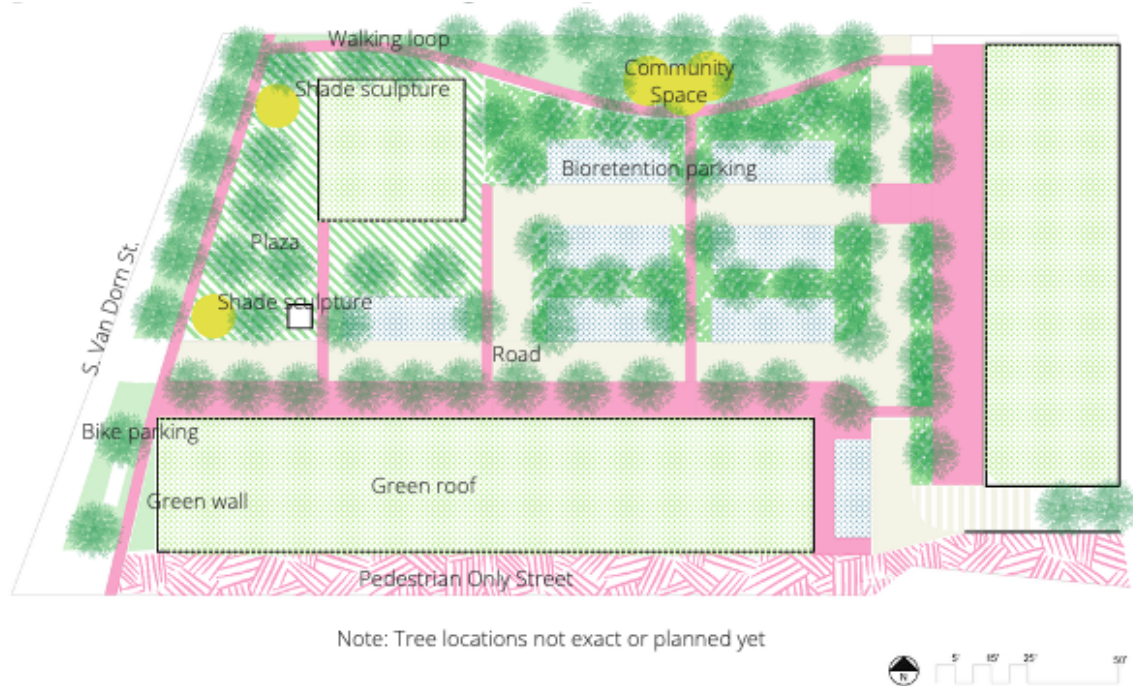 Walking loop
Shade sculpture
Community
Space
Bioretention parking
Plaza
S. Van Dorn St.
Shade sculpture
Road
Bike parking
Green roof
Green wall
Pedestrian Only Street
Note: Tree locations not exact or planned yet
N
5' 15' 25' 50'